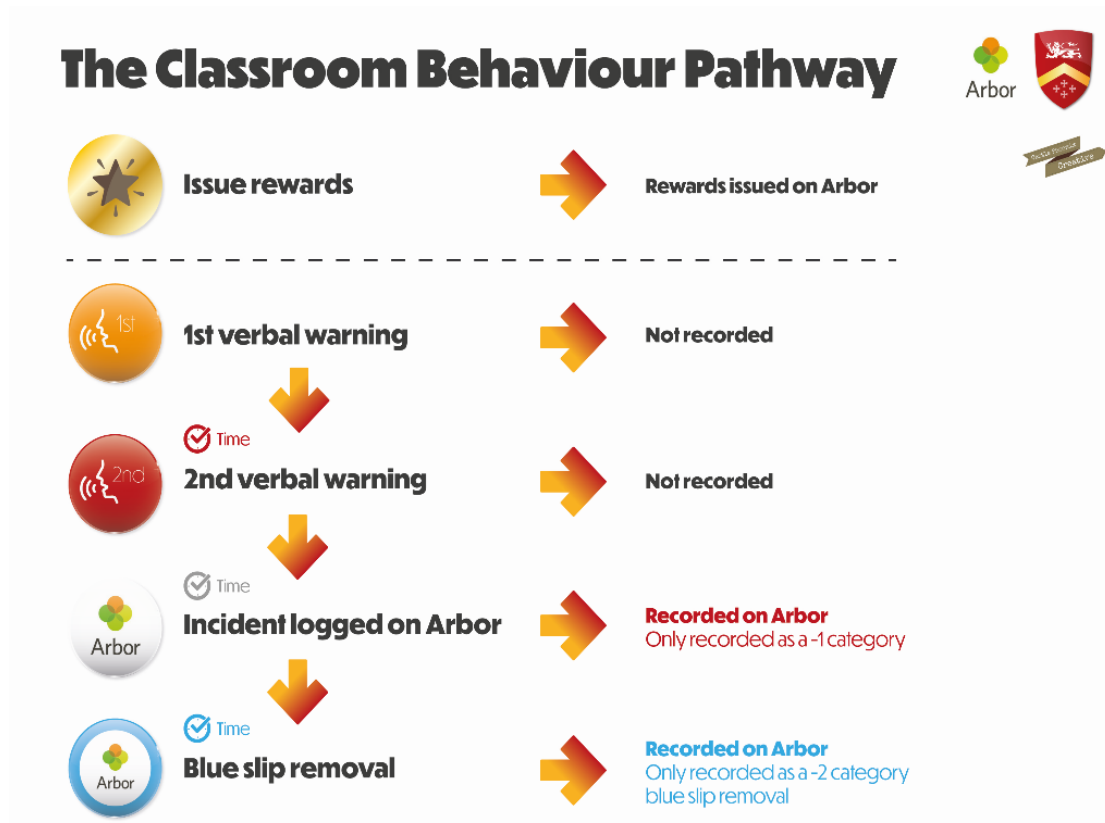 The Classroom Behaviour Pathway
Arbor
Creative
Issue rewards
Rewards issued on Arbor
1st
1st verbal warning
Not recorded
Time
2nd
2nd verbal warning
Not recorded
Time
Arbor
Incident logged on Arbor
Recorded on Arbor
Only recorded as a -1 category
Time
Arbor
Blue slip removal
Recorded on Arbor
Only recorded as a -2 category
blue slip removal